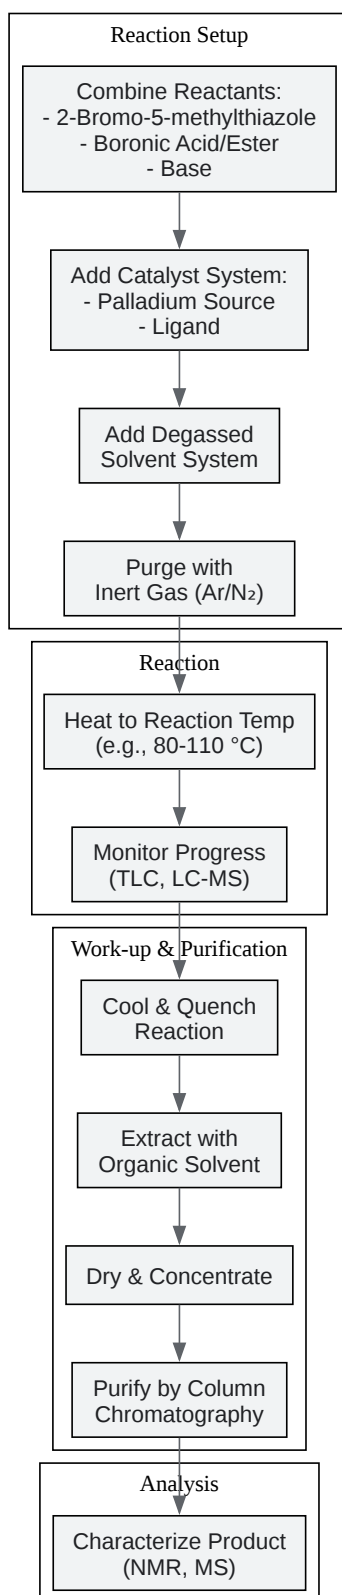 Reaction Setup
Combine Reactants:
- 2-Bromo-5-methylthiazole
- Boronic Acid/Ester
- Base
Add Catalyst System:
- Palladium Source
- Ligand
Add Degassed
Solvent System
Purge with
Inert Gas (Ar/N₂)
Reaction
Heat to Reaction Temp
(e.g., 80-110 °C)
Monitor Progress
(TLC, LC-MS)
Work-up & Purification
Cool & Quench
Reaction
Extract with
Organic Solvent
Dry & Concentrate
Purify by Column
Chromatography
Analysis
Characterize Product
(NMR, MS)